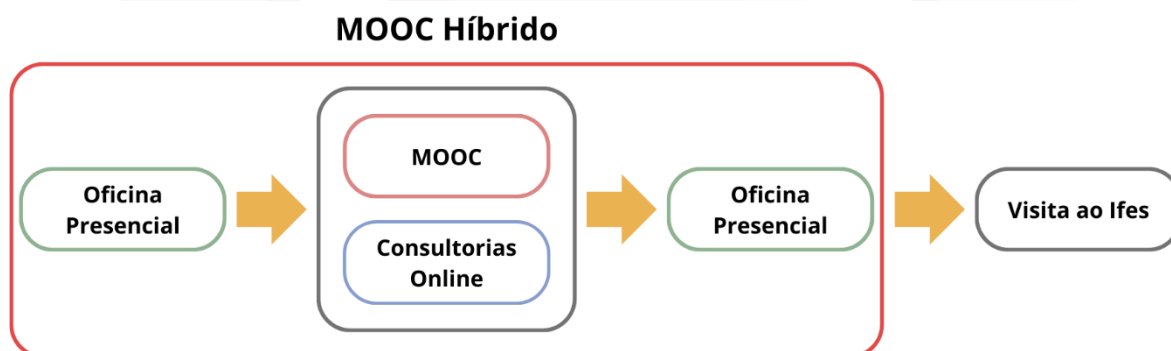 MOOC Híbrido
Oficina
Presencial
MOOC
Consultorias
Online
Oficina
Presencial
Visita ao Ifes